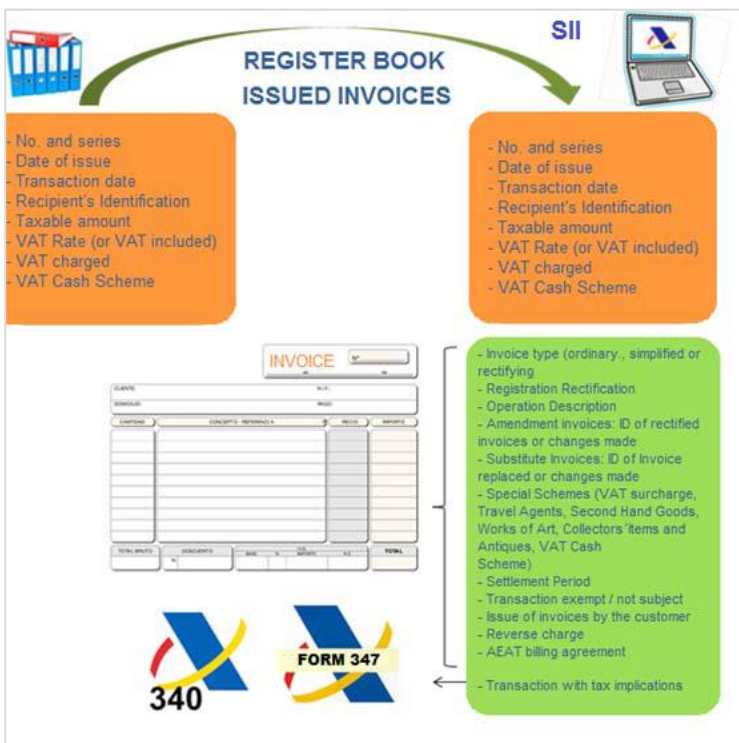 SII
REGISTER BOOK
ISSUED INVOICES
- No. and series
- Date of issue
- Transaction date
- Recipient's Identification
- Taxable amount
- VAT Rate (or VAT included)
- VAT charged
- VAT Cash Scheme
- No. and series
- Date of issue
- Transaction date
- Recipient's Identification
- Taxable amount
- VAT Rate (or VAT included)
- VAT charged
- VAT Cash Scheme
INVOICE Nº
CLIENTE:
DOMICILIO:
CANTIDAD
TOTAL BRUTO DESCUENTO
%
BASE % IMPORTE
TOTAL
- Invoice type (ordinary., simplified or
rectifying
- Registration Rectification
- Operation Description
- Amendment invoices: ID of rectified
invoices or changes made
- Substitute Invoices: ID of Invoice
replaced or changes made
- Special Schemes (VAT surcharge,
Travel Agents, Second Hand Goods,
Works of Art, Collectors´items and
Antiques, VAT Cash
Scheme)
- Settlement Period
- Transaction exempt / not subject
- Issue of invoices by the customer
- Reverse charge
- AEAT billing agreement
- Transaction with tax implications
340
FORM 347